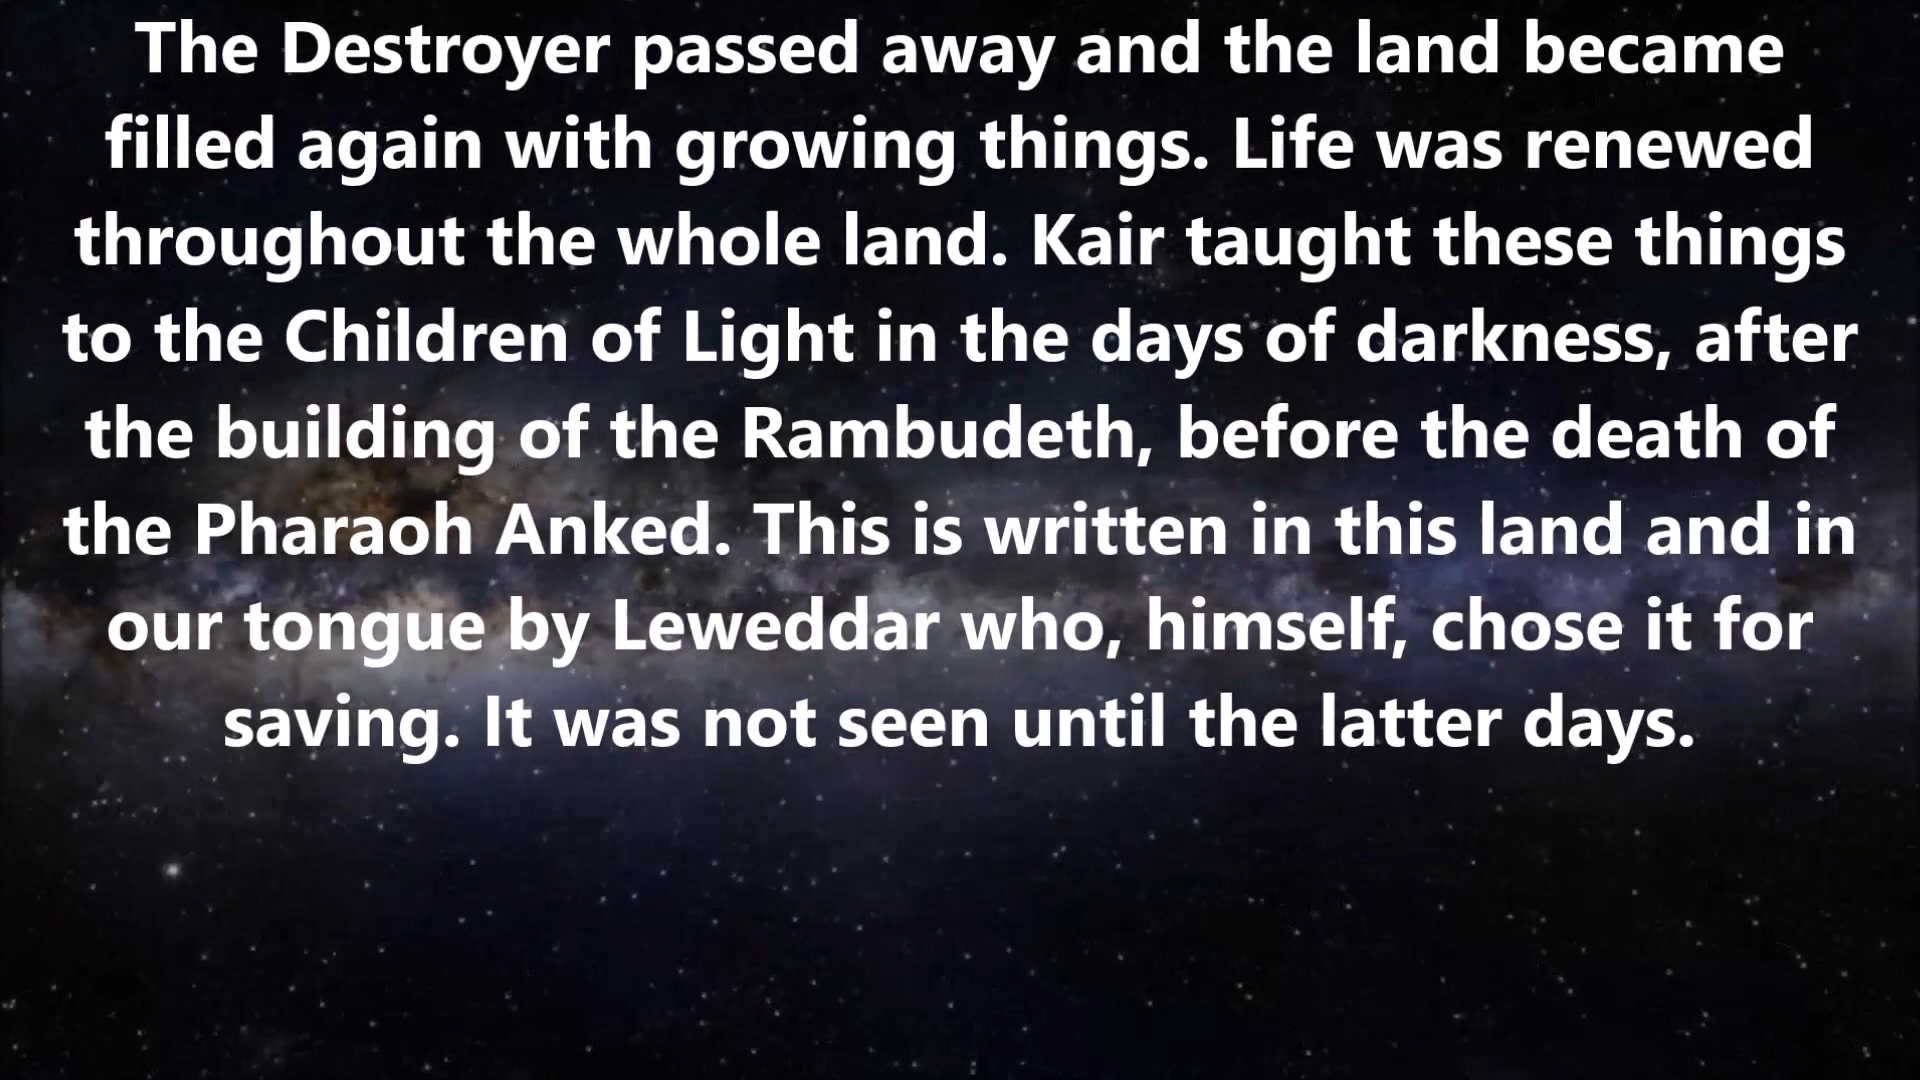 The Destroyer passed away and the land became
filled again with growing things. Life was renewed
throughout the whole land. Kair taught these things
to the Children of Light in the days of darkness, after
the building of the Rambudeth, before the death of
the Pharaoh Anked. This is written in this land and in
our tongue by Leweddar who, himself, chose it for
saving. It was not seen until the latter days.